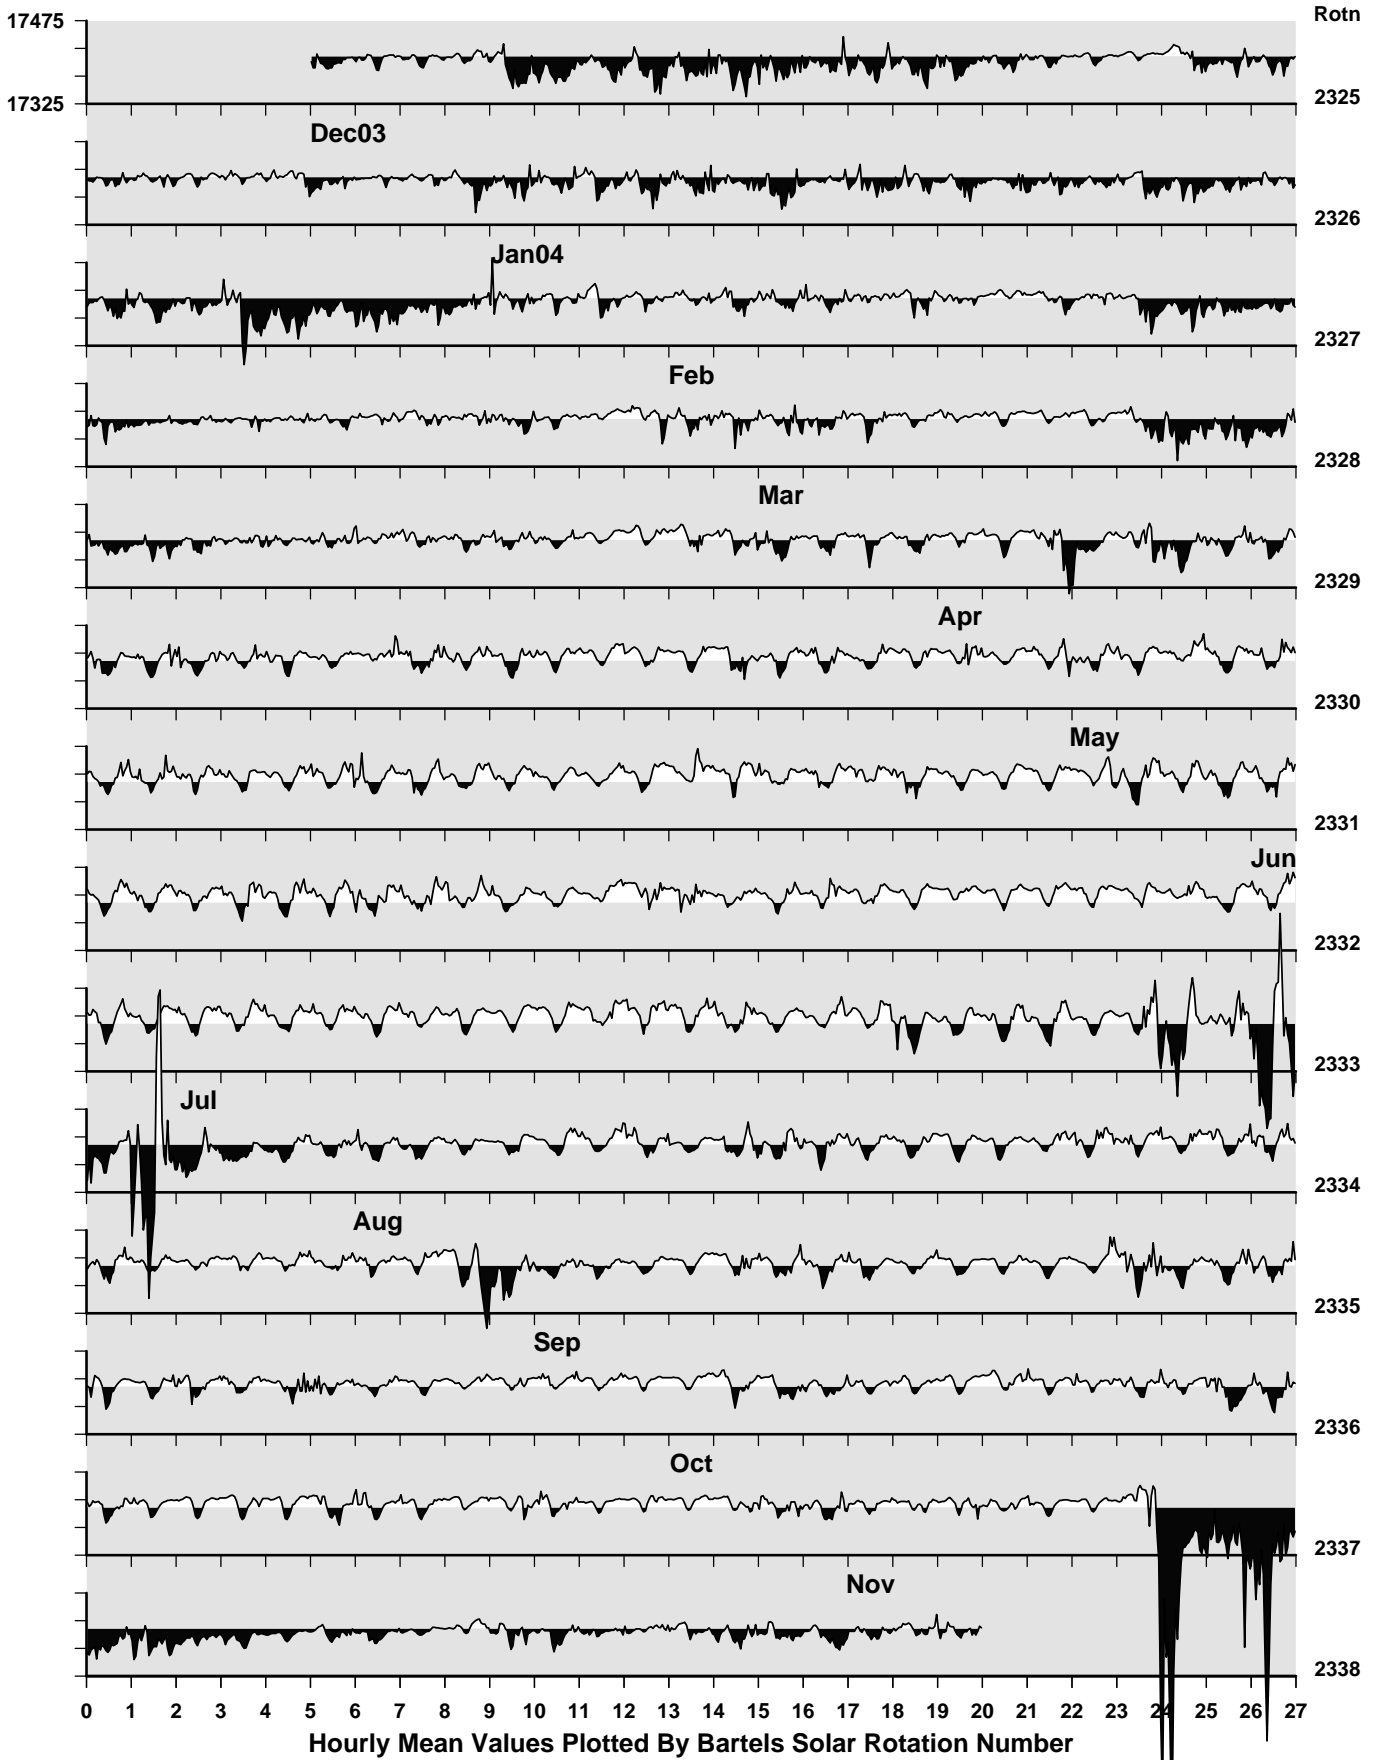 17475
Rotn
17325
2325
Dec03
2326
Jan04
2327
Feb
2328
Mar
2329
Apr
2330
May
2331
Jun
2332
2333
Jul
2334
Aug
2335
Sep
2336
Oct
2337
Nov
2338
0 1 2 3 4 5 6 7 8 9 10 11 12 13 14 15 16 17 18 19 20 21 22 23 24 25 26 27
Hourly Mean Values Plotted By Bartels Solar Rotation Number